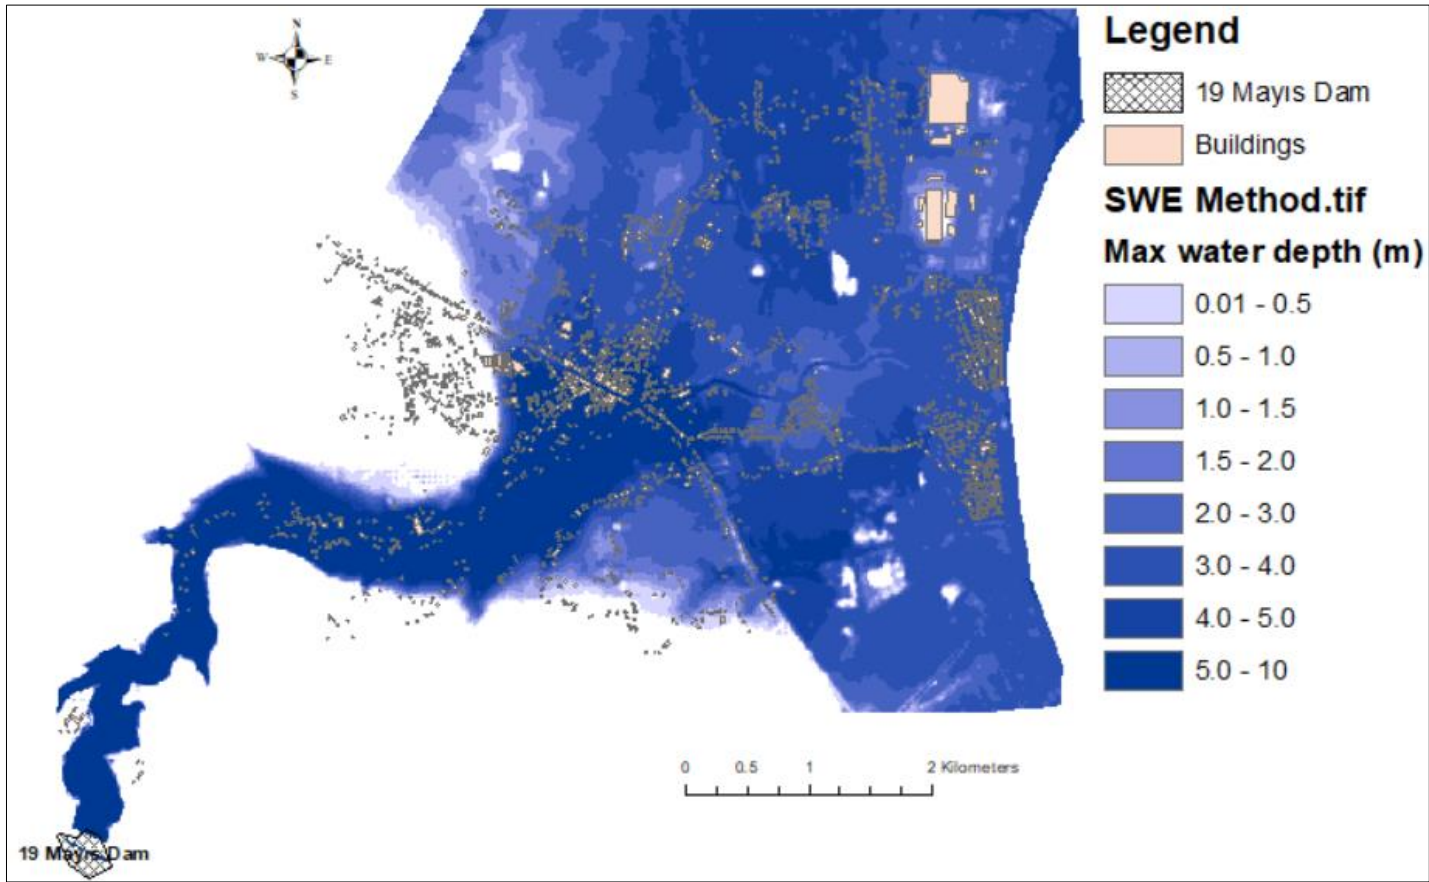 N
W E
S
Legend
19 Mayıs Dam
Buildings
SWE Method.tif
Max water depth (m)
0.01 - 0.5
0.5 - 1.0
1.0 - 1.5
1.5 - 2.0
2.0 - 3.0
3.0 - 4.0
4.0 - 5.0
5.0 - 10
0 0.5 1 2 Kilometers
19 Mayıs Dam